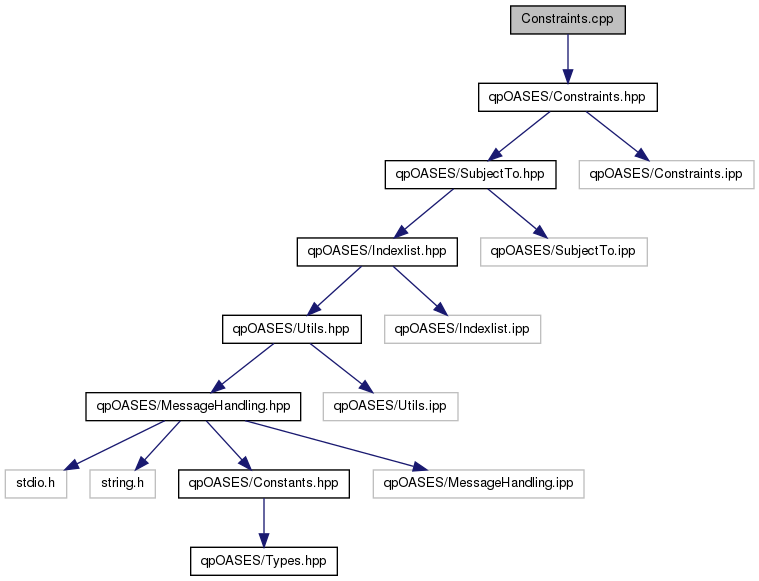 Constraints.cpp
qpOASES/Constraints.hpp
qpOASES/SubjectTo.hpp
qpOASES/Constraints.ipp
qpOASES/Indexlist.hpp
qpOASES/SubjectTo.ipp
qpOASES/Utils.hpp
qpOASES/Indexlist.ipp
qpOASES/MessageHandling.hpp
qpOASES/Utils.ipp
stdio.h
string.h
qpOASES/Constants.hpp
qpOASES/MessageHandling.ipp
qpOASES/Types.hpp